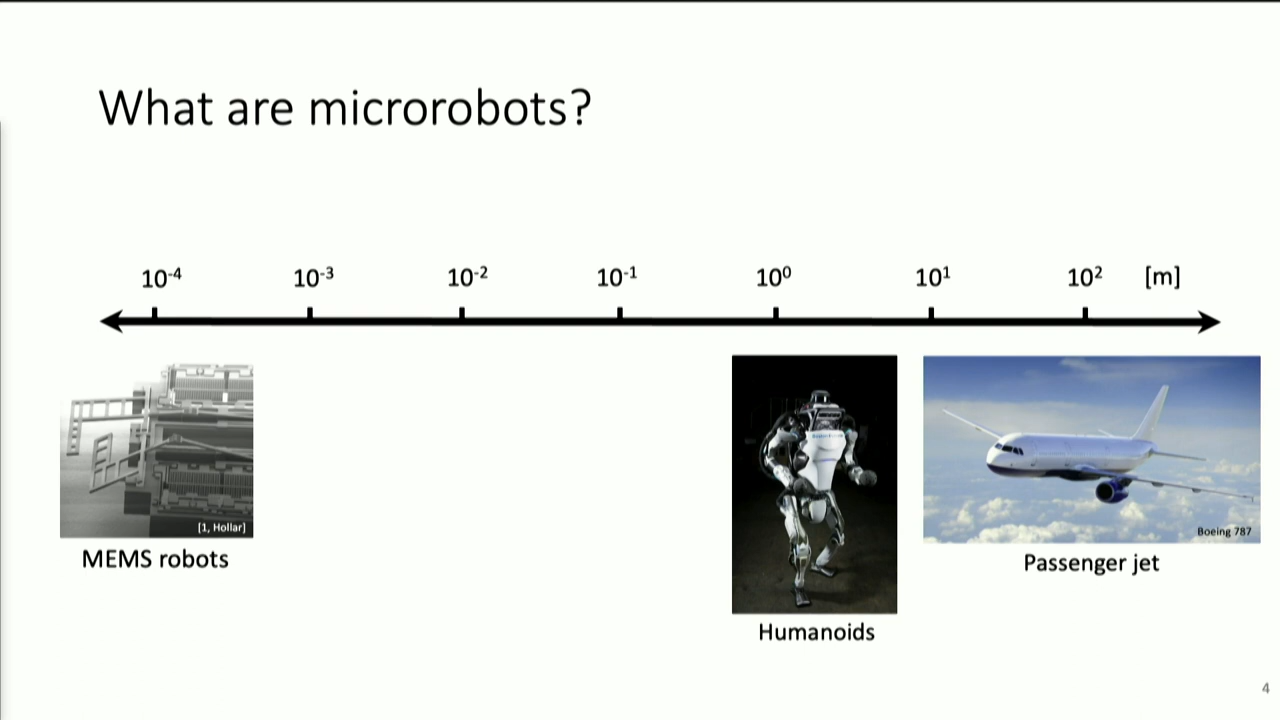 What are microrobots?
10-4 10-3 10-2 10-1 100 101 102 [m]
[1, Hollar]
MEMS robots
Humanoids
Boeing 787
Passenger jet
4